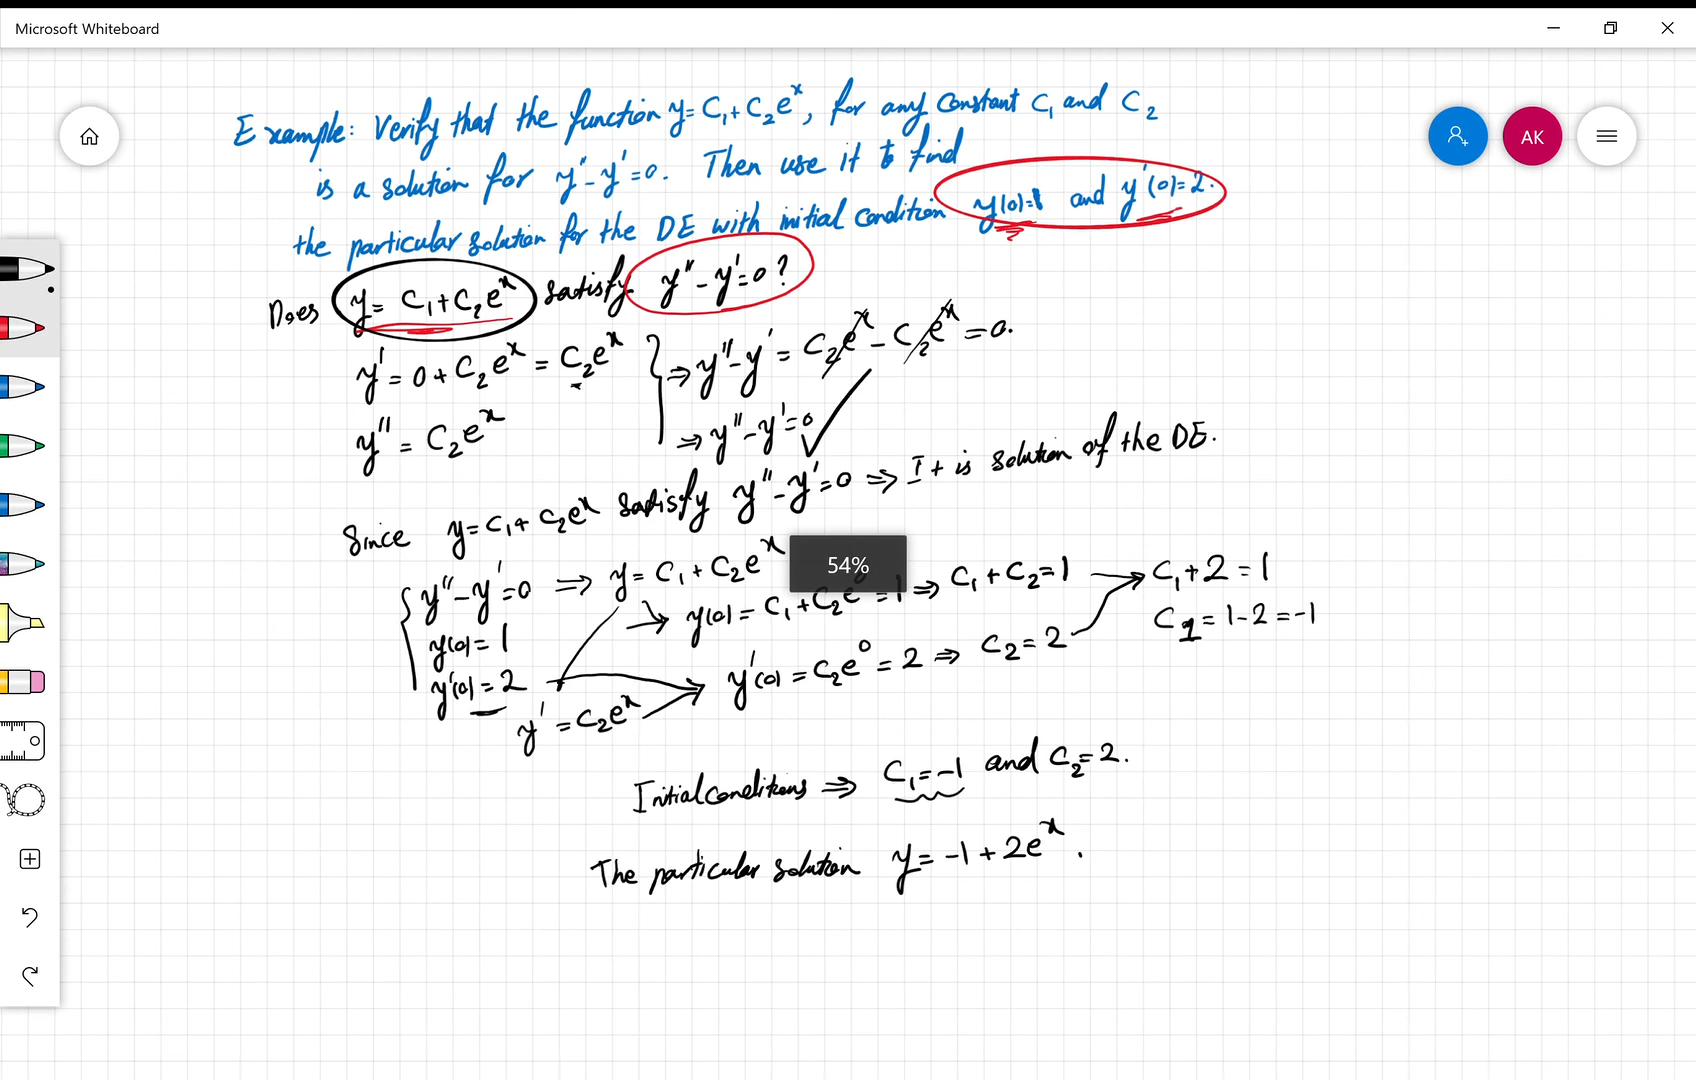 Microsoft Whiteboard
AK
Example: Verify that the function y = C₁ + C₂eˣ, for any constant C₁ and C₂
is a solution for y'' - y' = 0. Then use it to find
the particular solution for the DE with initial condition y(0)=1 and y'(0)=2.
Does y = C₁ + C₂eˣ satisfy y'' - y' = 0?
y' = 0 + C₂eˣ = C₂eˣ } ⇒ y'' - y' = C₂eˣ - C₂eˣ = 0.
y'' = C₂eˣ ⇒ y'' - y' = 0 ✓
Since y = C₁ + C₂eˣ satisfy y'' - y' = 0 ⇒ It is solution of the DE.
{ y'' - y' = 0 ⇒ y = C₁ + C₂eˣ
54%
y(0) = 1 → y(0) = C₁ + C₂e⁰ = 1 ⇒ C₁ + C₂ = 1 → C₁ + 2 = 1
C₁ = 1 - 2 = -1
y'(0) = 2 → y'(0) = C₂e⁰ = 2 ⇒ C₂ = 2
y' = C₂eˣ
Initial conditions ⇒ C₁ = -1 and C₂ = 2.
The particular solution y = -1 + 2eˣ.